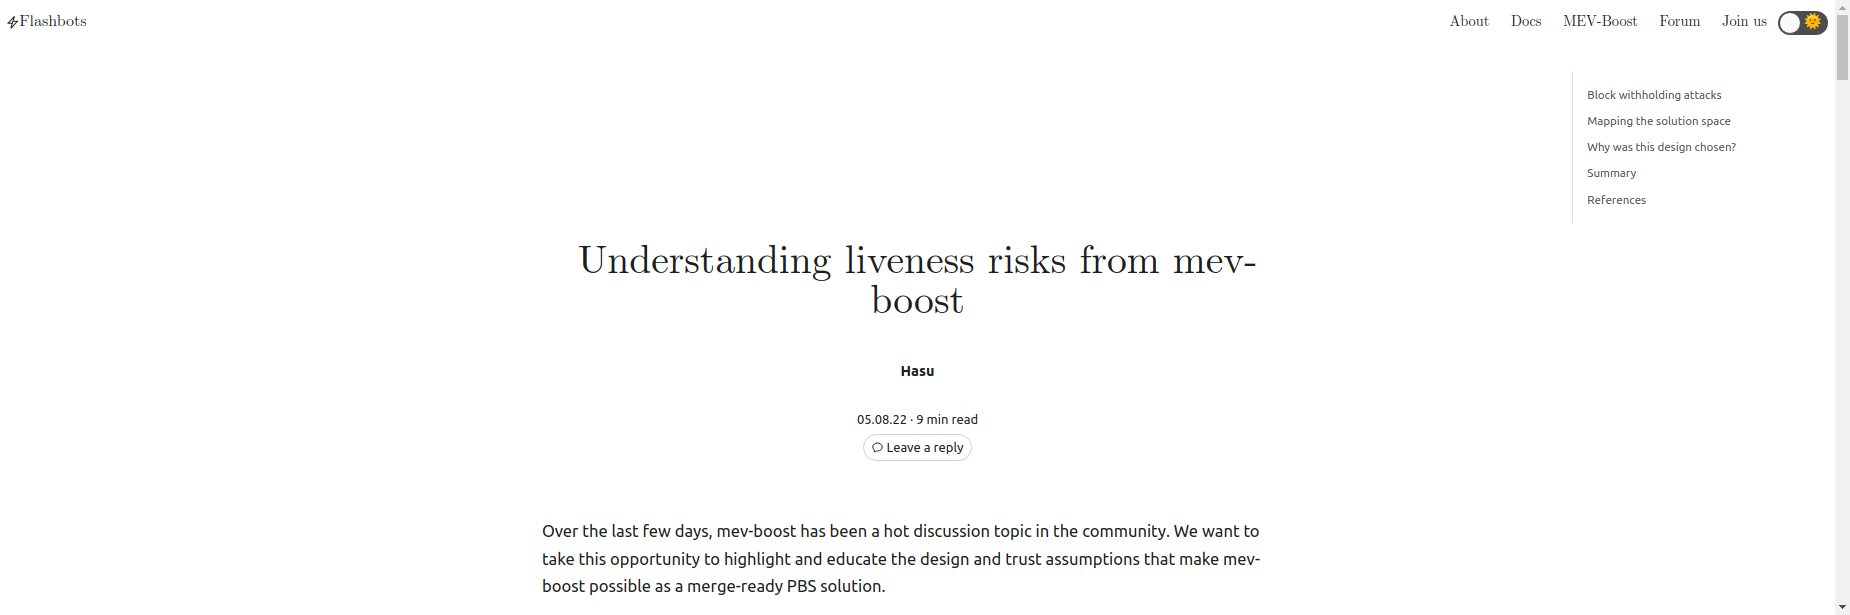 Flashbots
About Docs MEV-Boost Forum Join us
Block withholding attacks
Mapping the solution space
Why was this design chosen?
Summary
References
Understanding liveness risks from mev-
boost
Hasu
05.08.22 · 9 min read
Leave a reply
Over the last few days, mev-boost has been a hot discussion topic in the community. We want to
take this opportunity to highlight and educate the design and trust assumptions that make mev-
boost possible as a merge-ready PBS solution.